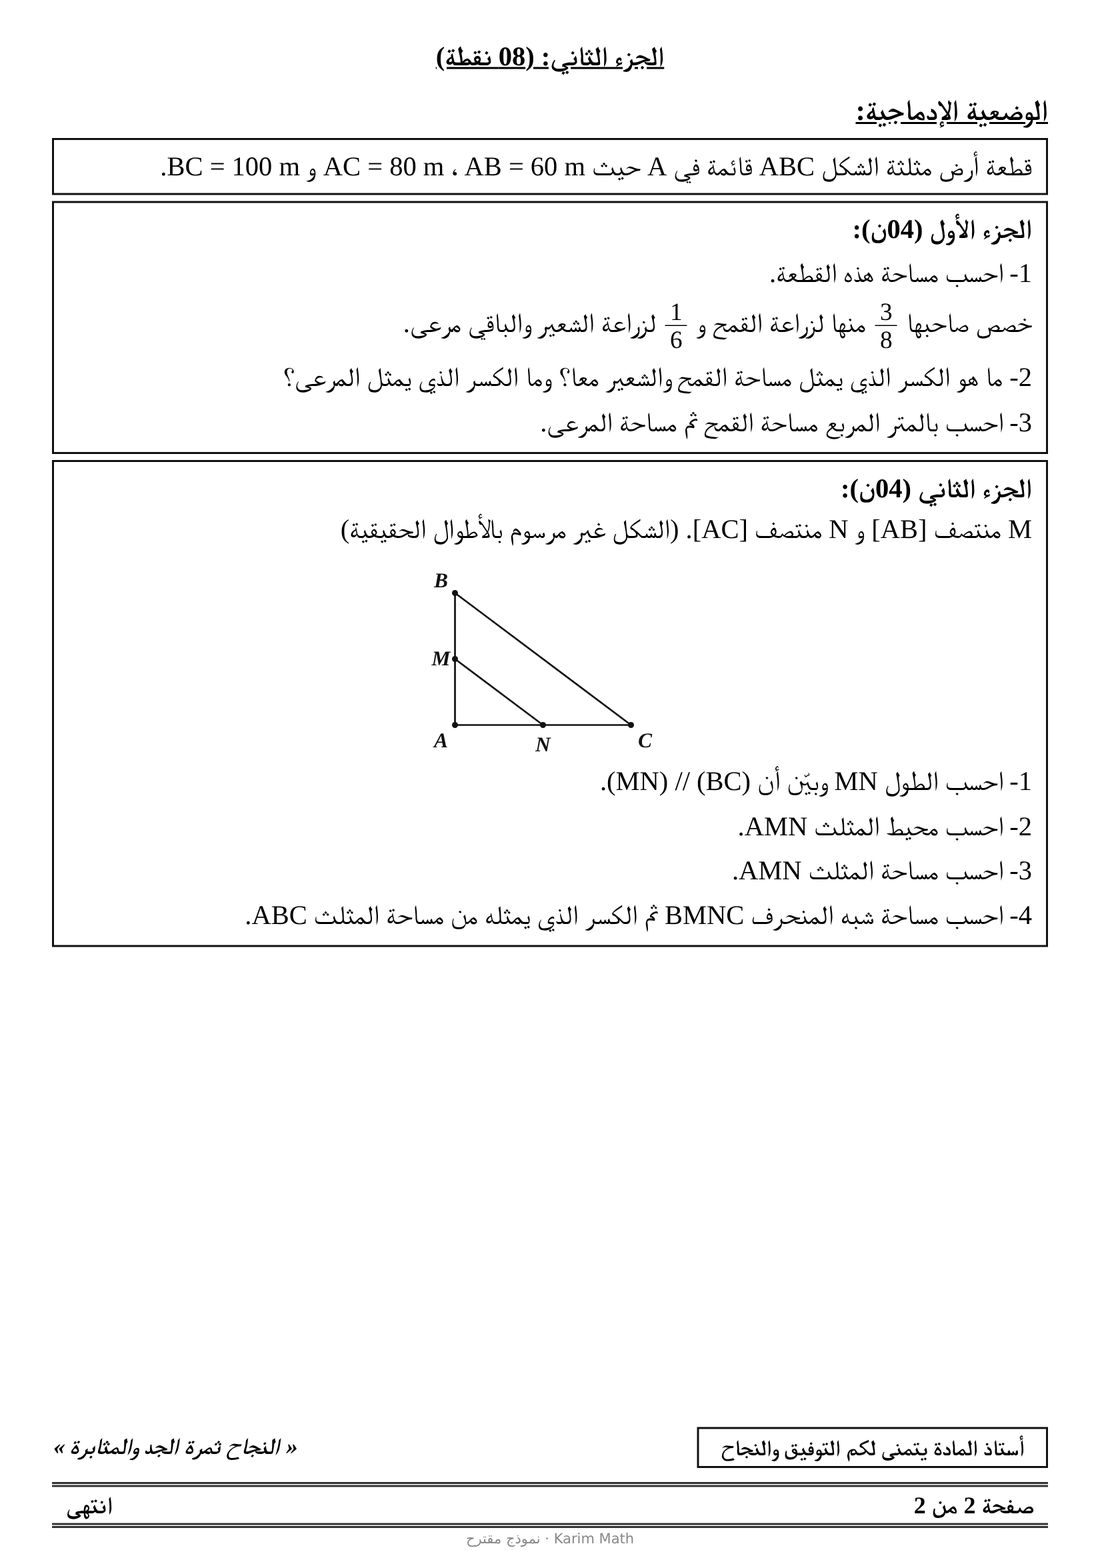 الجزء الثاني: (08 نقطة)
الوضعية الإدماجية:
قطعة أرض مثلثة الشكل ABC قائمة في A حيث AB = 60 m ، AC = 80 m و BC = 100 m.
الجزء الأول (04ن):
1- احسب مساحة هذه القطعة.
خصص صاحبها 3/8 منها لزراعة القمح و 1/6 لزراعة الشعير والباقي مرعى.
2- ما هو الكسر الذي يمثل مساحة القمح والشعير معا؟ وما الكسر الذي يمثل المرعى؟
3- احسب بالمتر المربع مساحة القمح ثم مساحة المرعى.
الجزء الثاني (04ن):
M منتصف [AB] و N منتصف [AC]. (الشكل غير مرسوم بالأطوال الحقيقية)
B
M
A
N
C
1- احسب الطول MN وبيّن أن (MN) // (BC).
2- احسب محيط المثلث AMN.
3- احسب مساحة المثلث AMN.
4- احسب مساحة شبه المنحرف BMNC ثم الكسر الذي يمثله من مساحة المثلث ABC.
أستاذ المادة يتمنى لكم التوفيق والنجاح
« النجاح ثمرة الجد والمثابرة »
صفحة 2 من 2
انتهى
نموذج مقترح · Karim Math